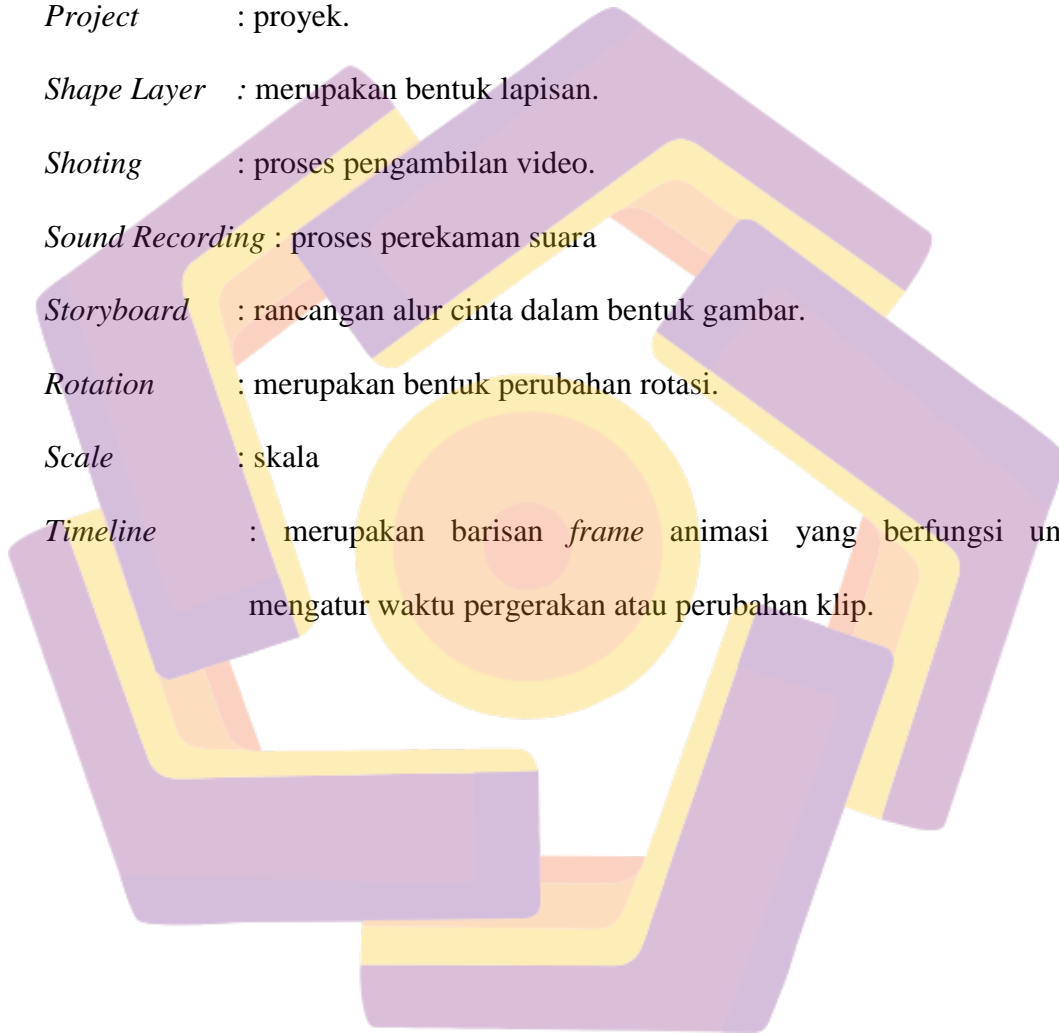 Project : proyek.
Shape Layer : merupakan bentuk lapisan.
Shoting : proses pengambilan video.
Sound Recording : proses perekaman suara
Storyboard : rancangan alur cinta dalam bentuk gambar.
Rotation : merupakan bentuk perubahan rotasi.
Scale : skala
Timeline : merupakan barisan frame animasi yang berfungsi un
mengatur waktu pergerakan atau perubahan klip.